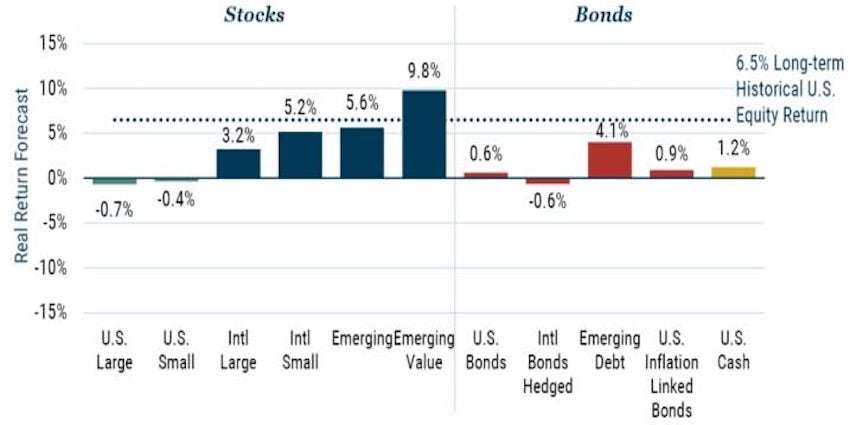 Stocks
Bonds
15%
10%
5%
0%
-5%
-10%
-15%
Real Return Forecast
-0.7%
-0.4%
3.2%
5.2%
5.6%
9.8%
0.6%
-0.6%
4.1%
0.9%
1.2%
6.5% Long-term
Historical U.S.
Equity Return
U.S.
Large
U.S.
Small
Intl
Large
Intl
Small
Emerging
Emerging
Value
U.S.
Bonds
Intl
Bonds
Hedged
Emerging
Debt
U.S.
Inflation
Linked
Bonds
U.S.
Cash